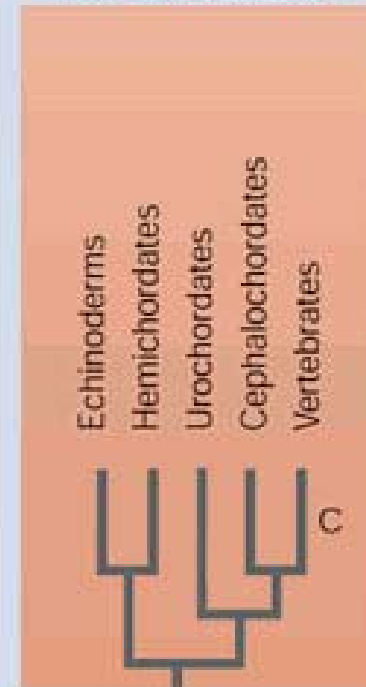 Echinoderms
Hemichordates
Urochordates
Cephalochordates
Vertebrates
C